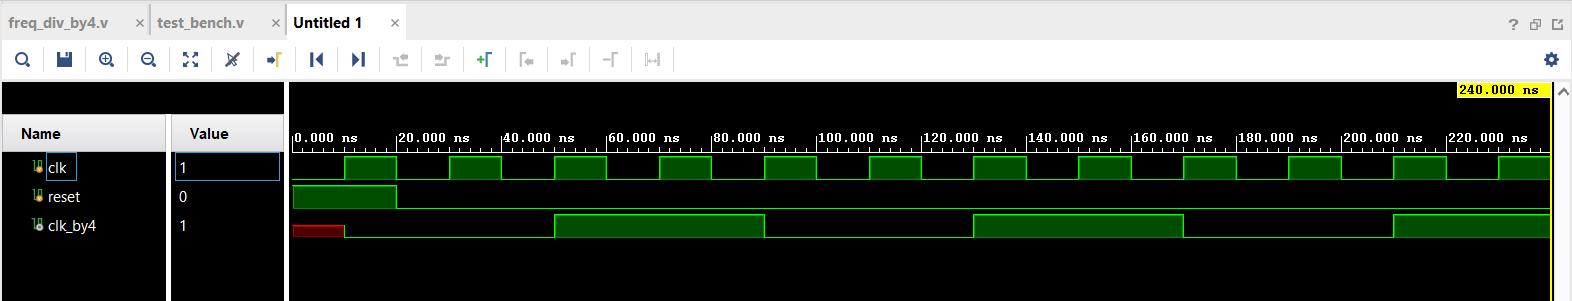 freq_div_by4.v × test_bench.v × Untitled 1 × ?
240.000 ns
Name Value
0.000 ns 20.000 ns 40.000 ns 60.000 ns 80.000 ns 100.000 ns 120.000 ns 140.000 ns 160.000 ns 180.000 ns 200.000 ns 220.000 ns
clk 1
reset 0
clk_by4 1